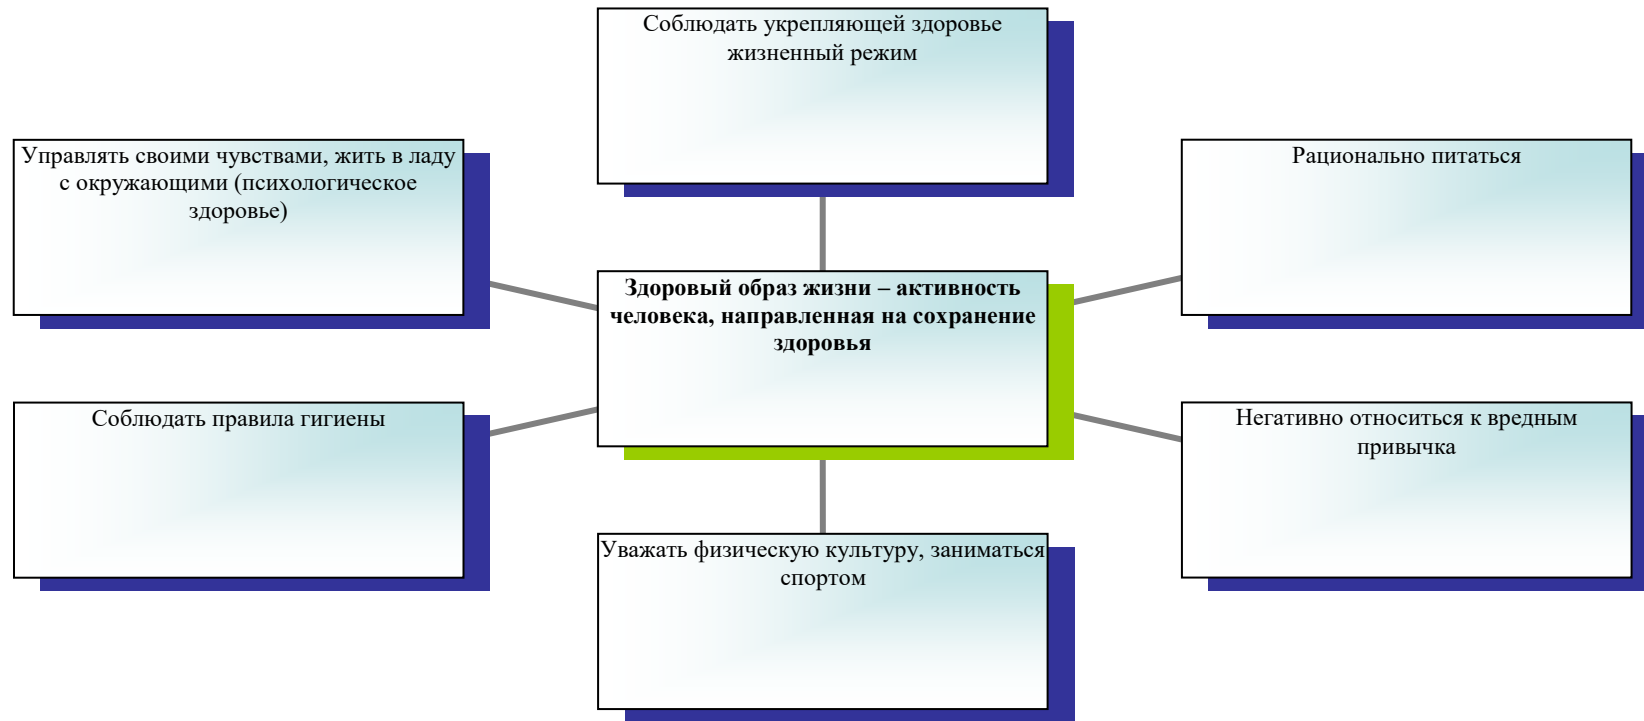 Соблюдать укрепляющей здоровье
жизненный режим
Управлять своими чувствами, жить в ладу
с окружающими (психологическое
здоровье)
Рационально питаться
Здоровый образ жизни – активность
человека, направленная на сохранение
здоровья
Соблюдать правила гигиены
Негативно относиться к вредным
привычка
Уважать физическую культуру, заниматься
спортом